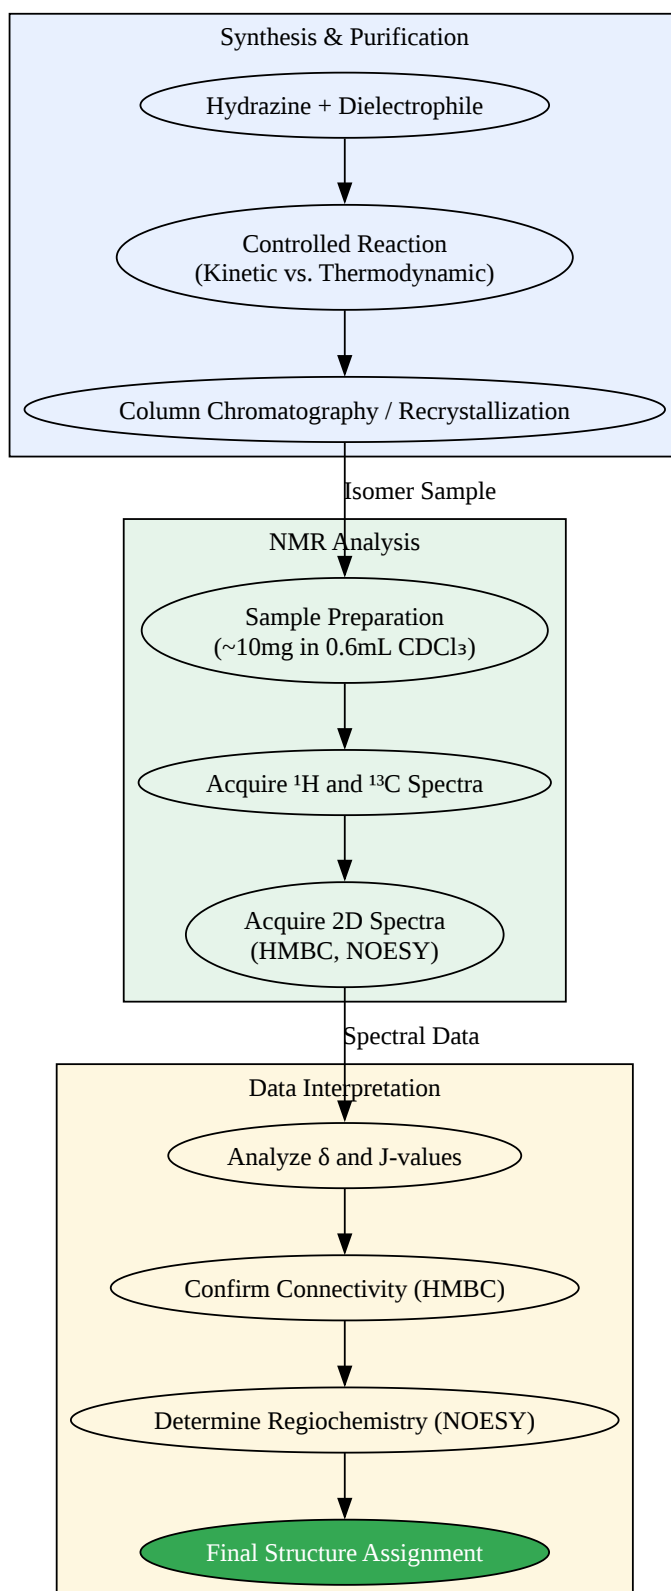 Synthesis & Purification
Hydrazine + Dielectrophile
Controlled Reaction
(Kinetic vs. Thermodynamic)
Column Chromatography / Recrystallization
Isomer Sample
NMR Analysis
Sample Preparation
(~10mg in 0.6mL CDCl₃)
Acquire ¹H and ¹³C Spectra
Acquire 2D Spectra
(HMBC, NOESY)
Spectral Data
Data Interpretation
Analyze δ and J-values
Confirm Connectivity (HMBC)
Determine Regiochemistry (NOESY)
Final Structure Assignment